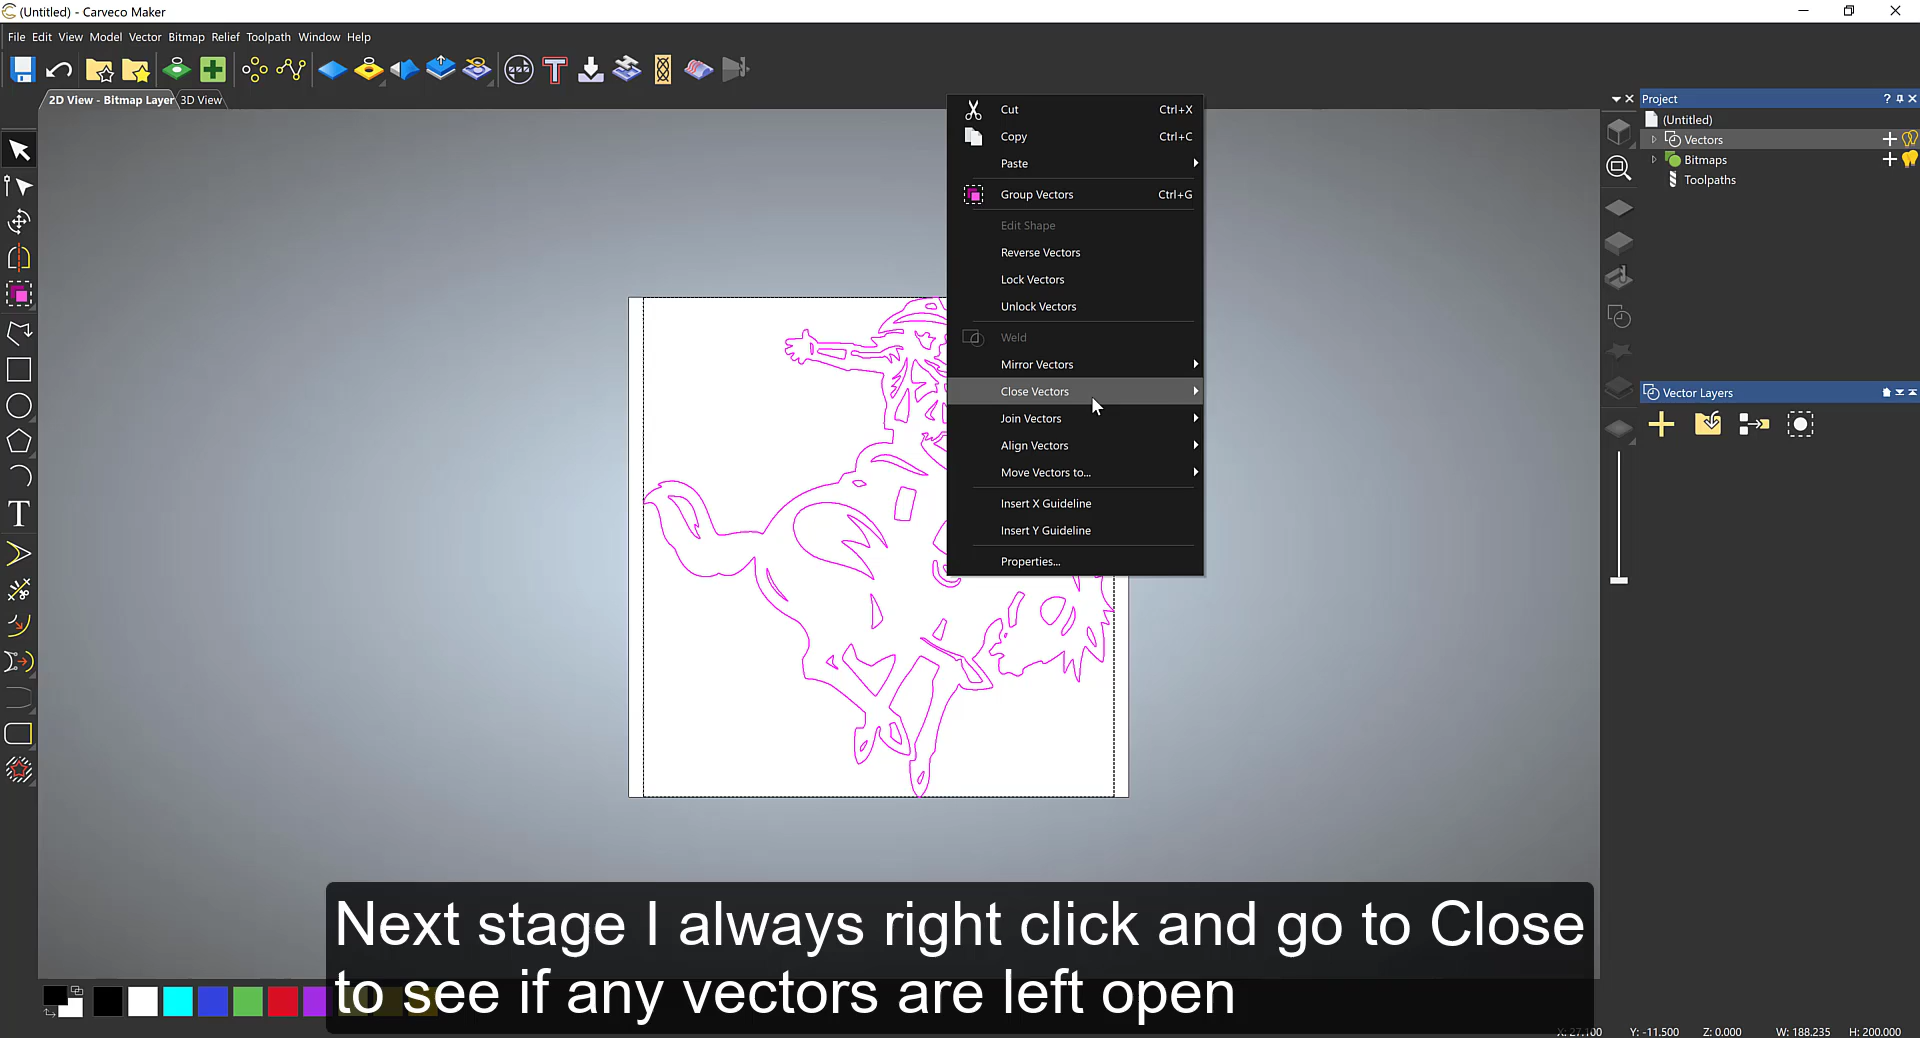 (Untitled) - Carveco Maker
File Edit View Model Vector Bitmap Relief Toolpath Window Help
2D View - Bitmap Layer 3D View
Cut Ctrl+X
Copy Ctrl+C
Paste
Group Vectors Ctrl+G
Edit Shape
Reverse Vectors
Lock Vectors
Unlock Vectors
Weld
Mirror Vectors
Close Vectors
Join Vectors
Align Vectors
Move Vectors to...
Insert X Guideline
Insert Y Guideline
Properties...
Project
(Untitled)
Vectors
Bitmaps
Toolpaths
Vector Layers
Next stage I always right click and go to Close
to see if any vectors are left open
X: 27.100 Y: -11.500 Z: 0.000 W: 188.235 H: 200.000